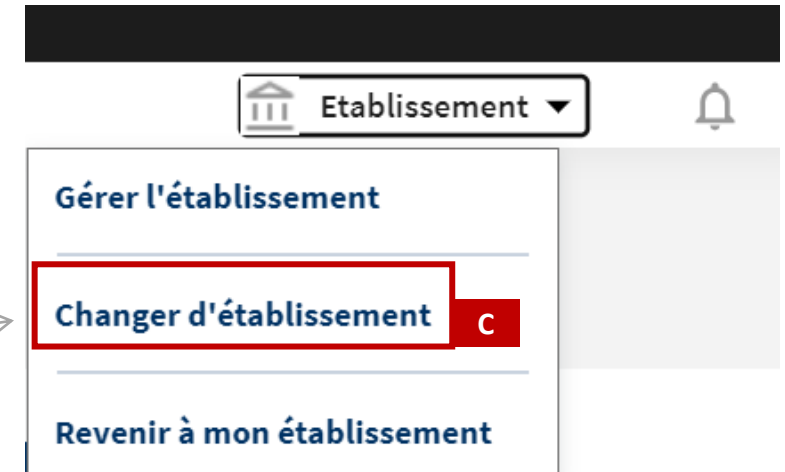 Etablissement
Gérer l'établissement
Changer d'établissement
C
Revenir à mon établissement